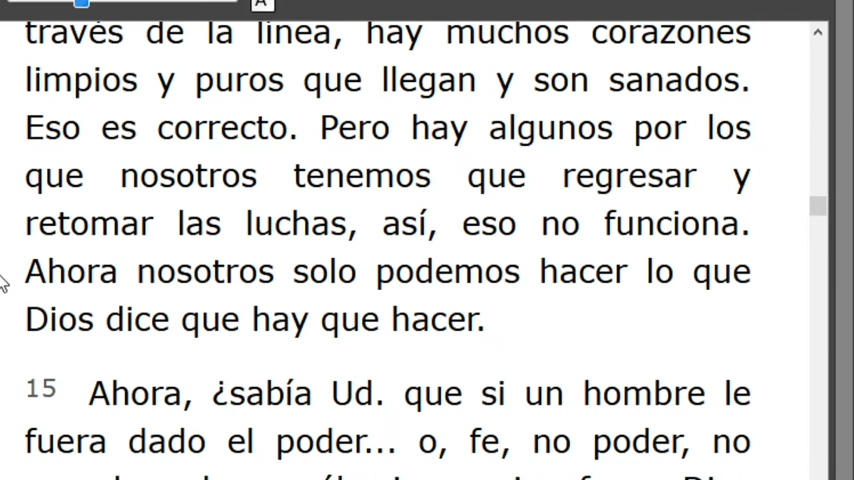 A
través de la línea, hay muchos corazones
limpios y puros que llegan y son sanados.
Eso es correcto. Pero hay algunos por los
que nosotros tenemos que regresar y
retomar las luchas, así, eso no funciona.
Ahora nosotros solo podemos hacer lo que
Dios dice que hay que hacer.
15 Ahora, ¿sabía Ud. que si un hombre le
fuera dado el poder... o, fe, no poder, no